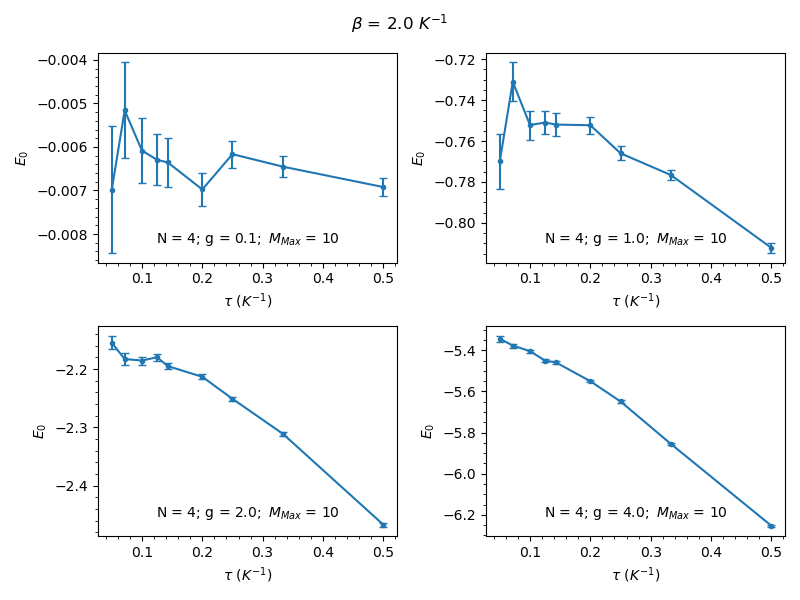 β = 2.0 K⁻¹
−0.004
−0.005
−0.006
−0.007
−0.008
E₀
N = 4; g = 0.1; M_Max = 10
0.1 0.2 0.3 0.4 0.5
τ (K⁻¹)
−0.72
−0.74
−0.76
−0.78
−0.80
E₀
N = 4; g = 1.0; M_Max = 10
0.1 0.2 0.3 0.4 0.5
τ (K⁻¹)
−2.2
−2.3
−2.4
E₀
N = 4; g = 2.0; M_Max = 10
0.1 0.2 0.3 0.4 0.5
τ (K⁻¹)
−5.4
−5.6
−5.8
−6.0
−6.2
E₀
N = 4; g = 4.0; M_Max = 10
0.1 0.2 0.3 0.4 0.5
τ (K⁻¹)